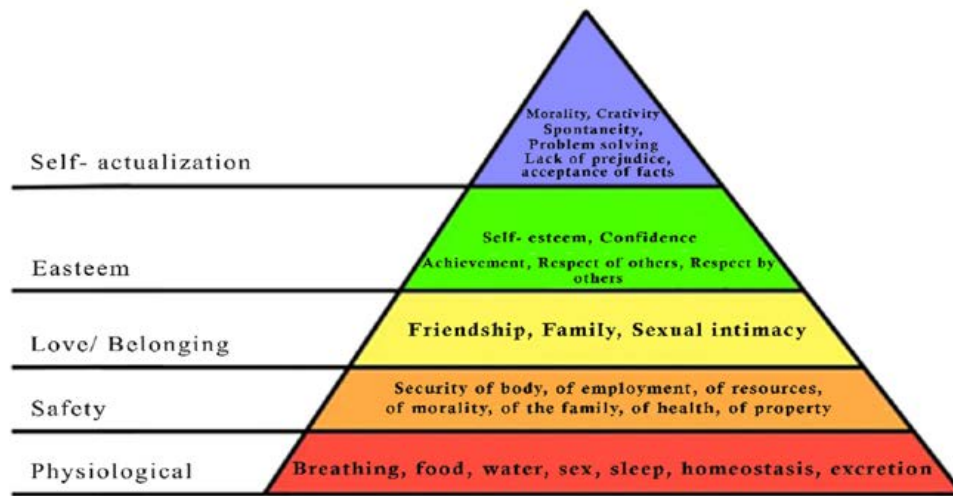 Morality, Crativity
Spontaneity,
Problem solving
Lack of prejudice,
acceptance of facts
Self- actualization
Self- esteem, Confidence
Achievement, Respect of others, Respect by
others
Easteem
Friendship, Family, Sexual intimacy
Love/ Belonging
Security of body, of employment, of resources,
of morality, of the family, of health, of property
Safety
Breathing, food, water, sex, sleep, homeostasis, excretion
Physiological